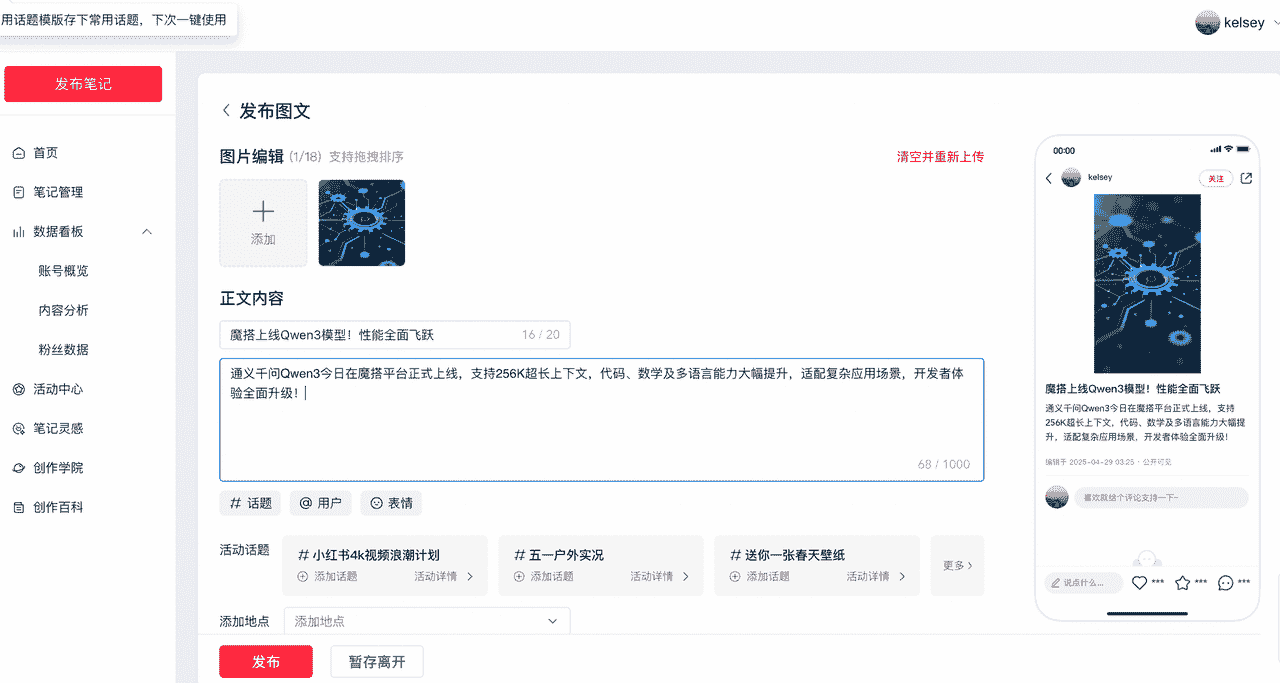 用话题模版存下常用话题，下次一键使用
kelsey
发布笔记
首页
笔记管理
数据看板
账号概览
内容分析
粉丝数据
活动中心
笔记灵感
创作学院
创作百科
发布图文
图片编辑 (1/18) 支持拖拽排序
清空并重新上传
添加
正文内容
魔搭上线Qwen3模型！性能全面飞跃
16 / 20
通义千问Qwen3今日在魔搭平台正式上线，支持256K超长上下文，代码、数学及多语言能力大幅提升，适配复杂应用场景，开发者体
验全面升级！
68 / 1000
# 话题
@ 用户
表情
活动话题
# 小红书4k视频浪潮计划
添加话题 活动详情
# 五一户外实况
添加话题 活动详情
# 送你一张春天壁纸
添加话题 活动详情
更多
添加地点
添加地点
发布
暂存离开
00:00
kelsey
关注
魔搭上线Qwen3模型！性能全面飞跃
通义千问Qwen3今日在魔搭平台正式上线，支持
256K超长上下文，代码、数学及多语言能力大幅提
升，适配复杂应用场景，开发者体验全面升级！
编辑于 2025-04-29 03:25 · 公开可见
喜欢就给个评论支持一下~
说点什么...
***
***
***